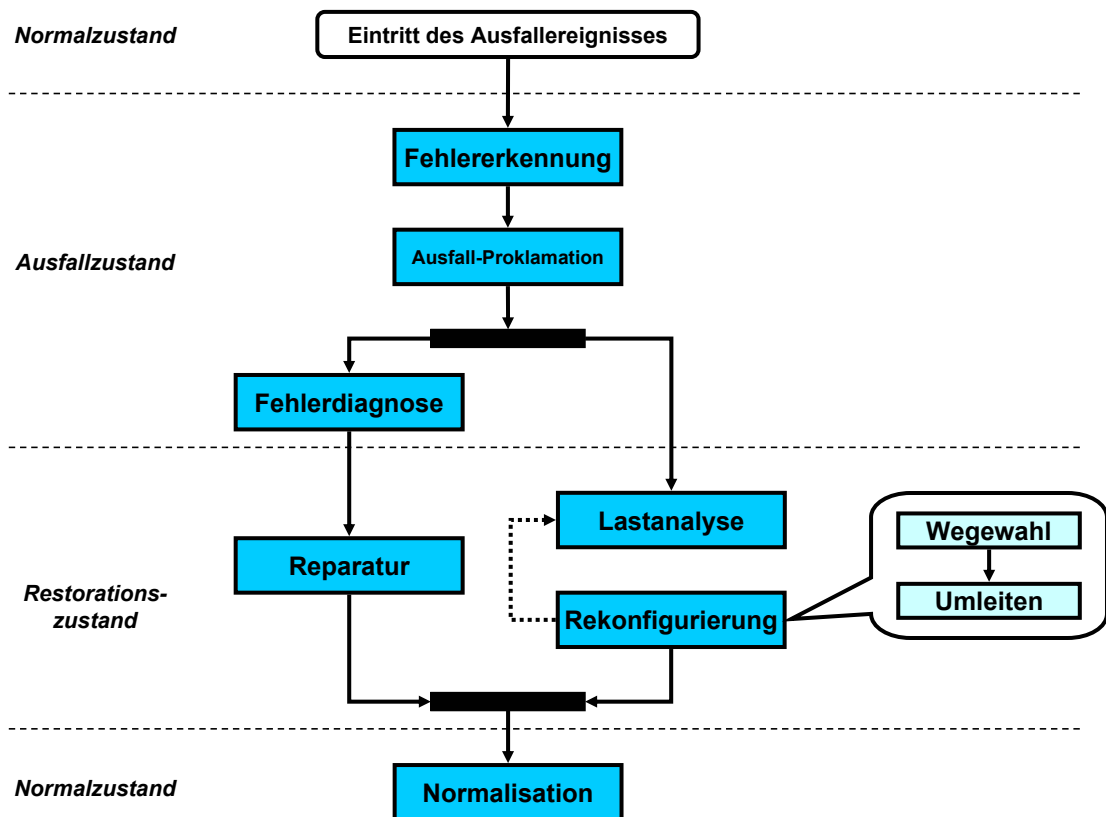 Normalzustand
Eintritt des Ausfallereignisses
Fehlererkennung
Ausfallzustand
Ausfall-Proklamation
Fehlerdiagnose
Lastanalyse
Wegewahl
Reparatur
Restorations-
zustand
Rekonfigurierung
Umleiten
Normalzustand
Normalisation